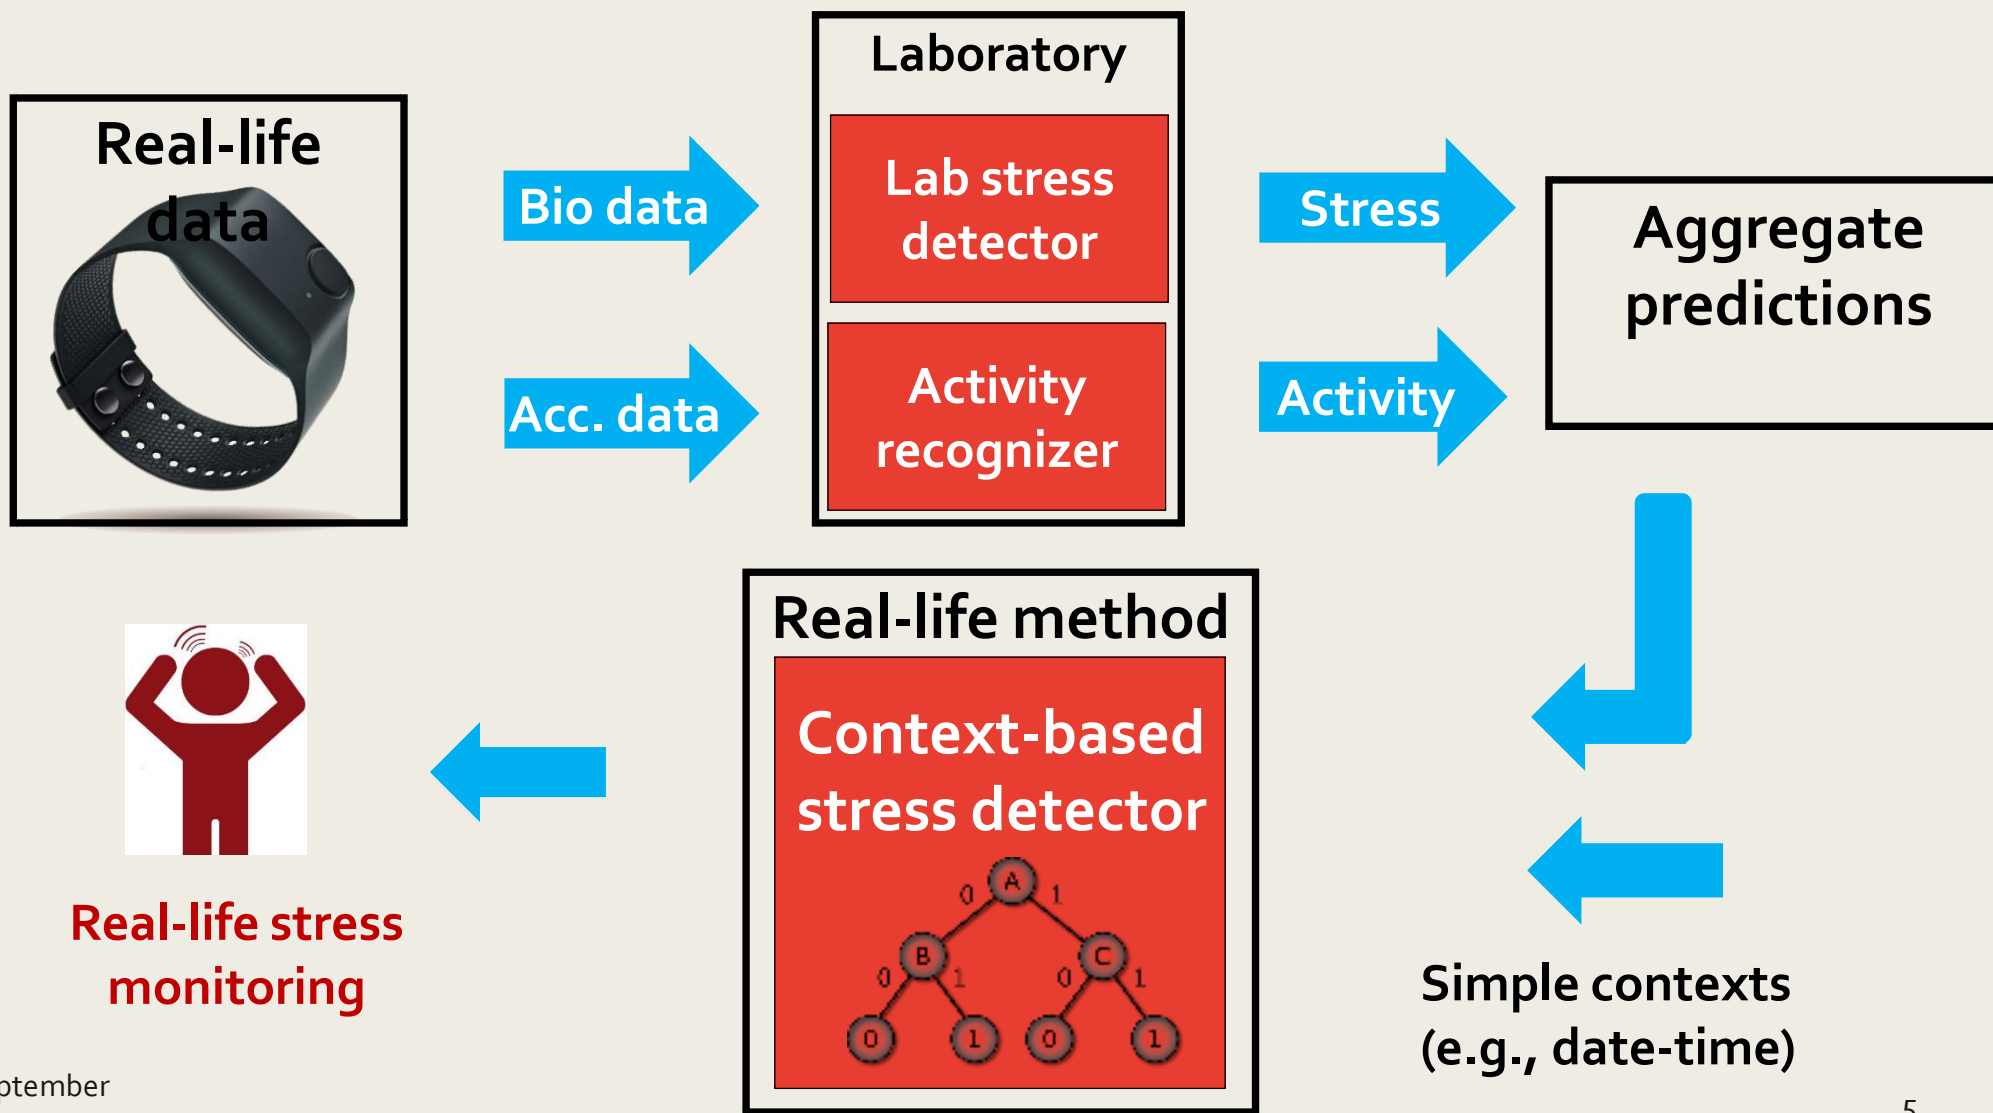 Real-life
data
Bio data
Acc. data
Laboratory
Lab stress
detector
Activity
recognizer
Stress
Activity
Aggregate
predictions
Real-life method
Context-based
stress detector
A
0 1
B C
0 1 0 1
0 1 0 1
Simple contexts
(e.g., date-time)
Real-life stress
monitoring
ptember
5